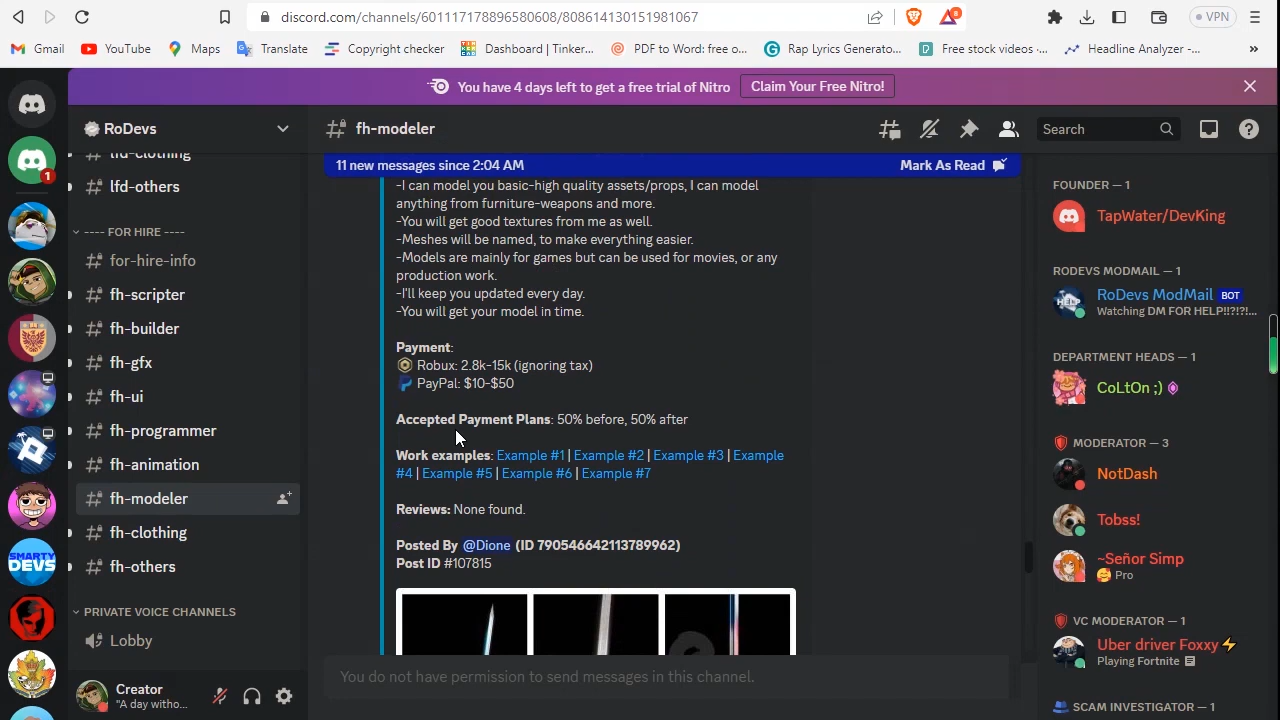 discord.com/channels/601117178896580608/808614130151981067
VPN
Gmail
YouTube
Maps
Translate
Copyright checker
Dashboard | Tinker...
PDF to Word: fre o...
Rap Lyrics Generato...
Free stock videos -...
Headline Analyzer -...
»
You have 4 days left to get a free trial of Nitro
Claim Your Free Nitro!
RoDevs
lfd-clothing
lfd-others
---- FOR HIRE ----
for-hire-info
fh-scripter
fh-builder
fh-gfx
fh-ui
fh-programmer
fh-animation
fh-modeler
fh-clothing
fh-others
PRIVATE VOICE CHANNELS
Lobby
1
SMARTY
DEVS
Creator
"A day witho...
fh-modeler
Search
11 new messages since 2:04 AM
Mark As Read
-I can model you basic-high quality assets/props, I can model
anything from furniture-weapons and more.
-You will get good textures from me as well.
-Meshes will be named, to make everything easier.
-Models are mainly for games but can be used for movies, or any
production work.
-I'll keep you updated every day.
-You will get your model in time.
Payment:
Robux: 2.8k-15k (ignoring tax)
PayPal: $10-$50
Accepted Payment Plans: 50% before, 50% after
Work examples: Example #1 | Example #2 | Example #3 | Example
#4 | Example #5 | Example #6 | Example #7
Reviews: None found.
Posted By @Dione (ID 790546642113789962)
Post ID #107815
You do not have permission to send messages in this channel.
FOUNDER — 1
TapWater/DevKing
RODEVS MODMAIL — 1
HELP
RoDevs ModMail BOT
Watching DM FOR HELP!!?!?!...
DEPARTMENT HEADS — 1
CoLtOn ;)
MODERATOR — 3
NotDash
Tobss!
~Señor Simp
Pro
VC MODERATOR — 1
Uber driver Foxxy
Playing Fortnite
SCAM INVESTIGATOR — 1